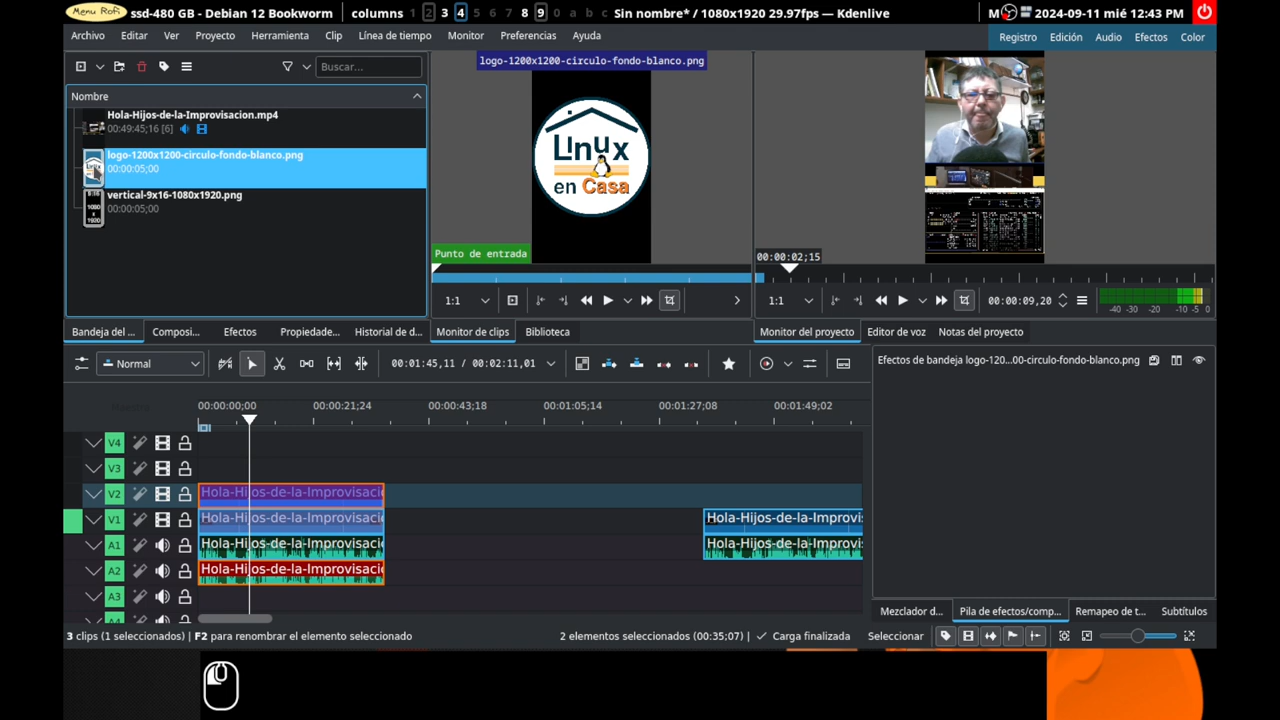 Menu Rofi ssd-480 GB - Debian 12 Bookworm columns 1 2 3 4 5 6 7 8 9 0 a b c Sin nombre* / 1080x1920 29.97fps — Kdenlive M 2024-09-11 mié 12:43 PM
Archivo Editar Ver Proyecto Herramienta Clip Línea de tiempo Monitor Preferencias Ayuda Registro Edición Audio Efectos Color
Buscar...
logo-1200x1200-circulo-fondo-blanco.png
Nombre
Hola-Hijos-de-la-Improvisacion.mp4
00:49:45;16 [6]
logo-1200x1200-circulo-fondo-blanco.png
00:00:05;00
vertical-9x16-1080x1920.png
00:00:05;00
Linux
en Casa
Punto de entrada
00:00:02;15
1:1
1:1 00:00:09,20 -40 -30 -20 -10 -5 0
Bandeja del ... Composi... Efectos Propiedade... Historial de d... Monitor de clips Biblioteca Monitor del proyecto Editor de voz Notas del proyecto
Normal 00:01:45,11 / 00:02:11,01
Efectos de bandeja logo-120...00-circulo-fondo-blanco.png
00:00:00;00 00:00:21;24 00:00:43;18 00:01:05;14 00:01:27;08 00:01:49;02
V4
V3
V2 Hola-Hijos-de-la-Improvisaci
V1 Hola-Hijos-de-la-Improvisaci Hola-Hijos-de-la-Improvi
A1 Hola-Hijos-de-la-Improvisaci Hola-Hijos-de-la-Improvi
A2 Hola-Hijos-de-la-Improvisaci
A3
Mezclador d... Pila de efectos/comp... Remapeo de t... Subtítulos
3 clips (1 seleccionados) | F2 para renombrar el elemento seleccionado 2 elementos seleccionados (00:35;07) Carga finalizada Seleccionar